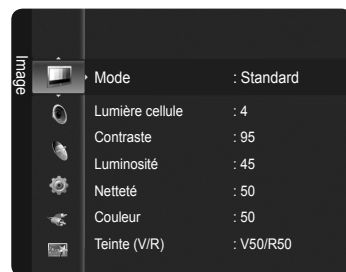 Image
Mode : Standard
Lumière cellule : 4
Contraste : 95
Luminosité : 45
Netteté : 50
Couleur : 50
Teinte (V/R) : V50/R50